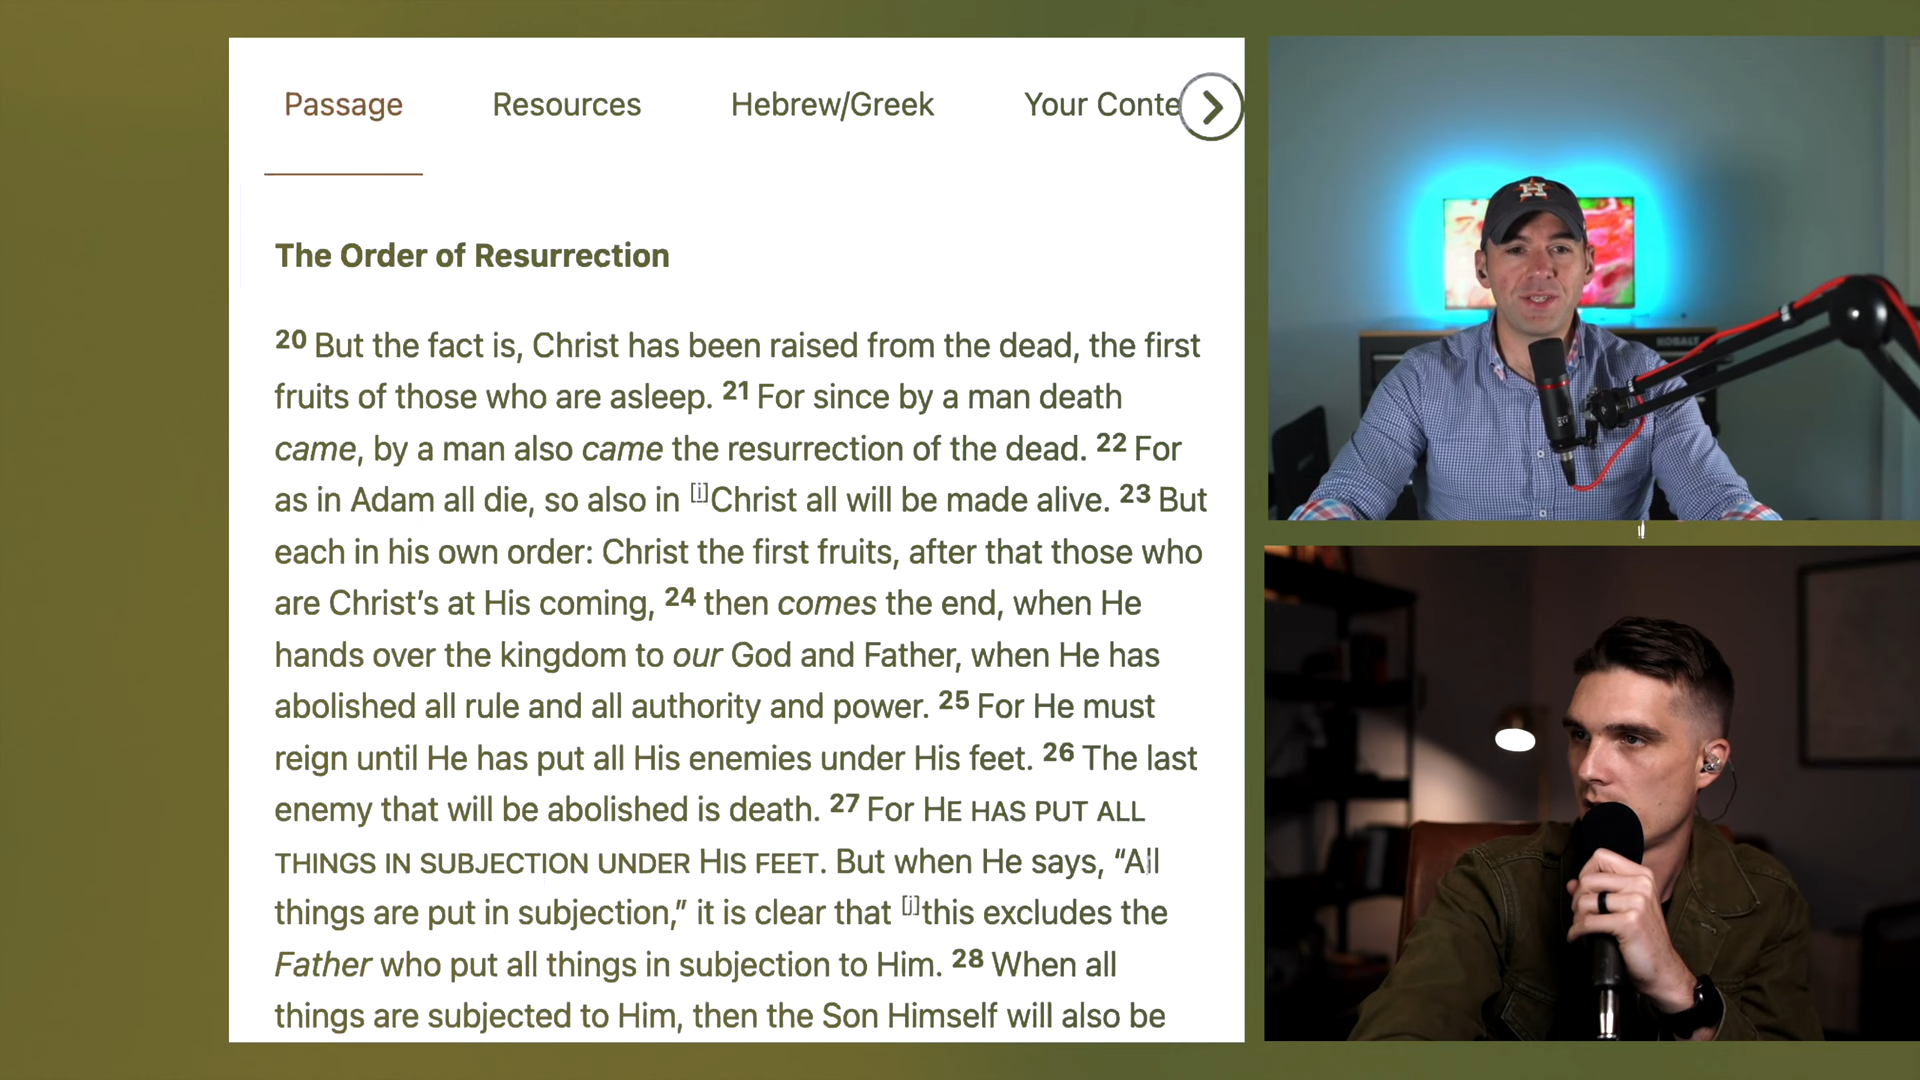 Passage
Resources
Hebrew/Greek
Your Conte
The Order of Resurrection
20 But the fact is, Christ has been raised from the dead, the first
fruits of those who are asleep. 21 For since by a man death
came, by a man also came the resurrection of the dead. 22 For
as in Adam all die, so also in [i]Christ all will be made alive. 23 But
each in his own order: Christ the first fruits, after that those who
are Christ’s at His coming, 24 then comes the end, when He
hands over the kingdom to our God and Father, when He has
abolished all rule and all authority and power. 25 For He must
reign until He has put all His enemies under His feet. 26 The last
enemy that will be abolished is death. 27 For HE HAS PUT ALL
THINGS IN SUBJECTION UNDER HIS FEET. But when He says, “All
things are put in subjection,” it is clear that [j]this excludes the
Father who put all things in subjection to Him. 28 When all
things are subjected to Him, then the Son Himself will also be
H
KOBALT